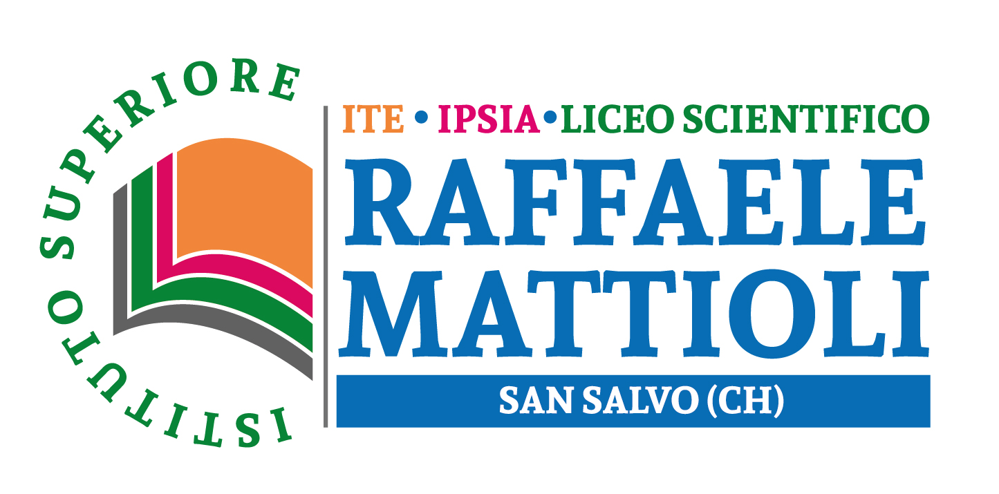 ISTITUTO SUPERIORE
ITE • IPSIA • LICEO SCIENTIFICO
RAFFAELE
MATTIOLI
SAN SALVO (CH)